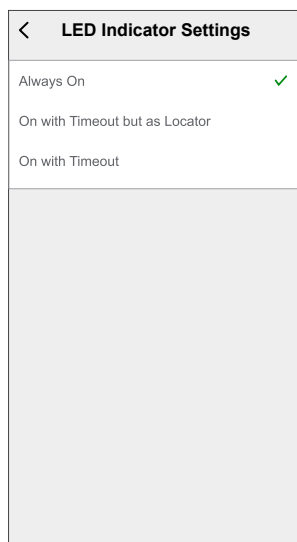 LED Indicator Settings
Always On
On with Timeout but as Locator
On with Timeout